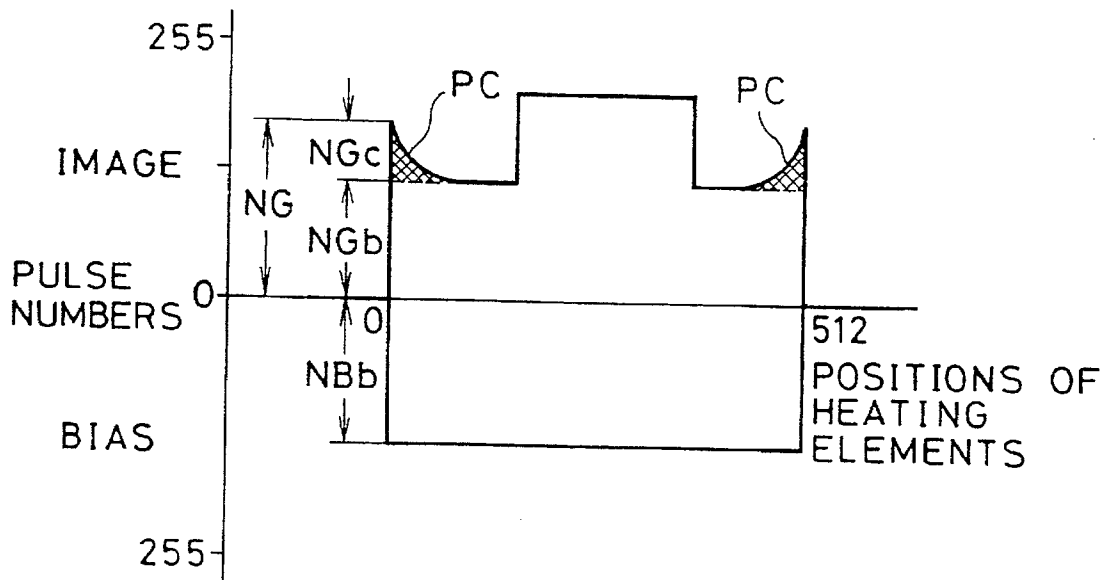 255
PC
PC
NGc
IMAGE
NG
NGb
PULSE
NUMBERS
0
0
512
NBb
POSITIONS OF
HEATING
ELEMENTS
BIAS
255